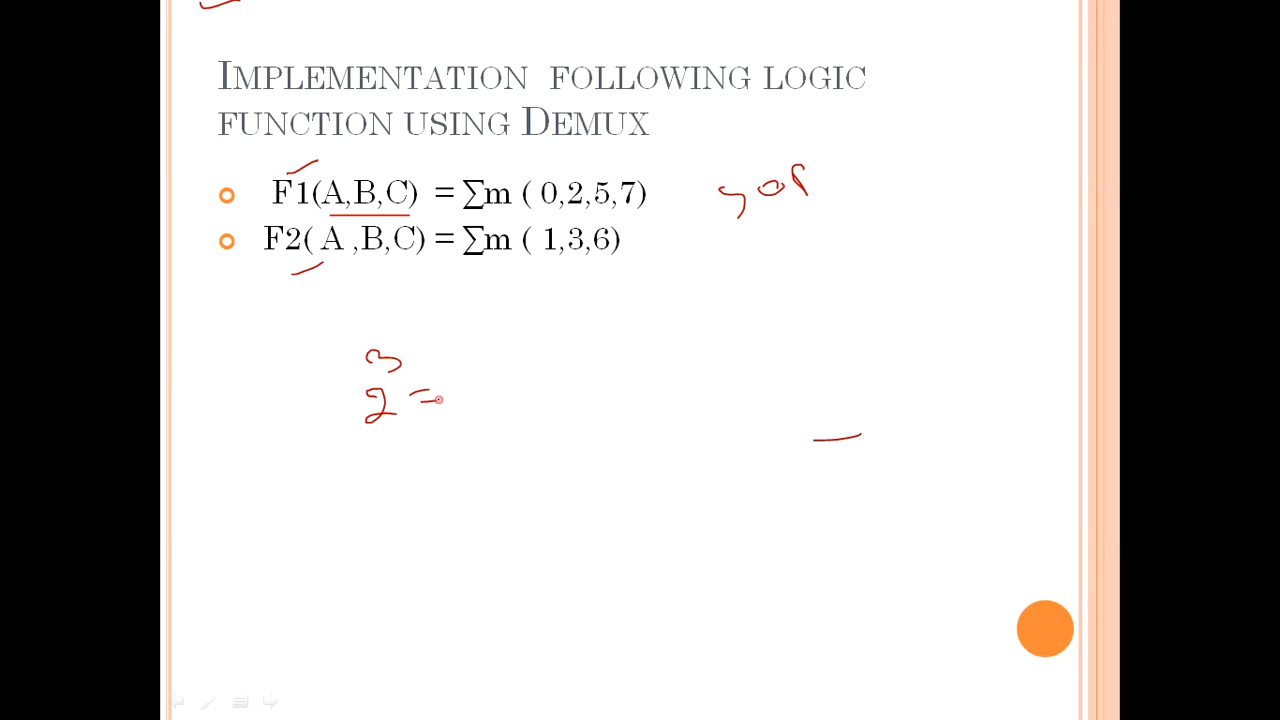 IMPLEMENTATION FOLLOWING LOGIC
FUNCTION USING DEMUX
F1(A,B,C) = ∑m ( 0,2,5,7)
F2( A ,B,C) = ∑m ( 1,3,6)
3
2 =